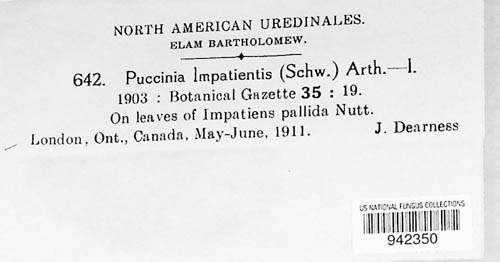 NORTH AMERICAN UREDINALES.
ELAM BARTHOLOMEW.
642. Puccinia Impatientis (Schw.) Arth.—I.
1903 : Botanical Gazette 35 : 19.
On leaves of Impatiens pallida Nutt.
London, Ont., Canada, May-June, 1911. J. Dearness
US NATIONAL FUNGUS COLLECTIONS
942350